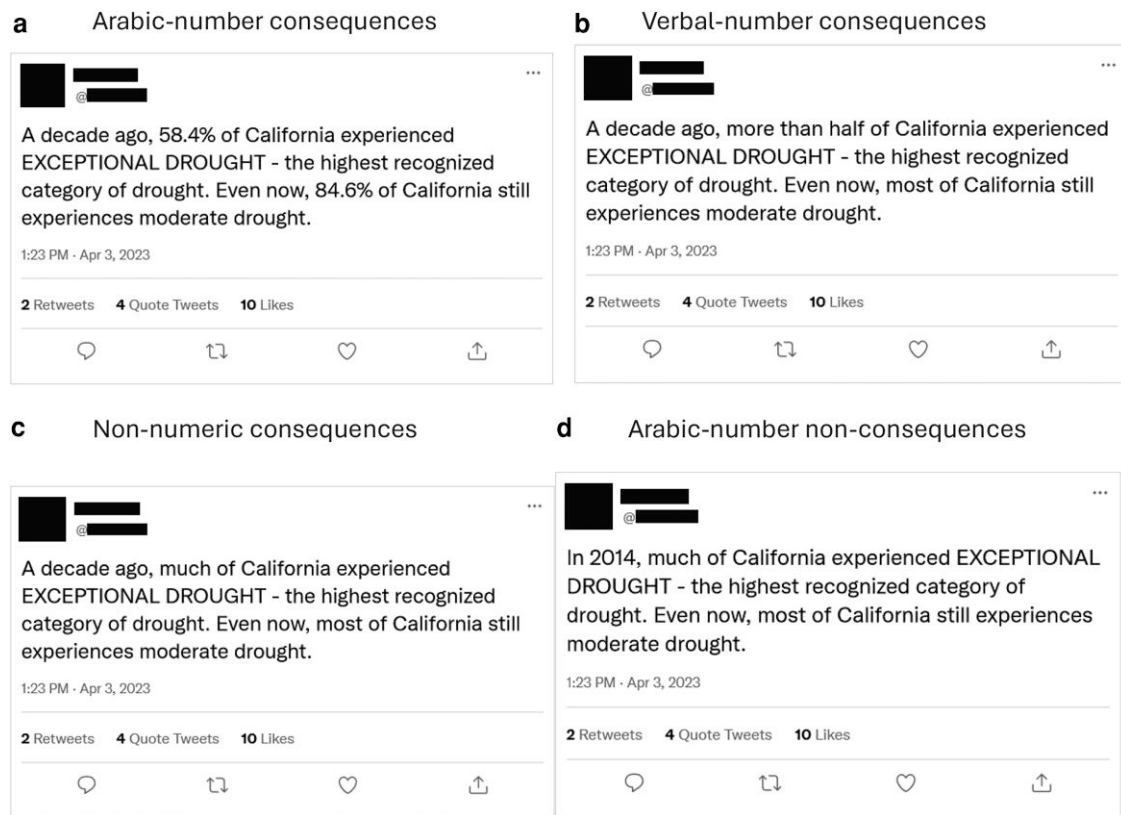 a Arabic-number consequences
@
...
A decade ago, 58.4% of California experienced
EXCEPTIONAL DROUGHT - the highest recognized
category of drought. Even now, 84.6% of California still
experiences moderate drought.
1:23 PM · Apr 3, 2023
2 Retweets 4 Quote Tweets 10 Likes
b Verbal-number consequences
@
...
A decade ago, more than half of California experienced
EXCEPTIONAL DROUGHT - the highest recognized
category of drought. Even now, most of California still
experiences moderate drought.
1:23 PM · Apr 3, 2023
2 Retweets 4 Quote Tweets 10 Likes
c Non-numeric consequences
@
...
A decade ago, much of California experienced
EXCEPTIONAL DROUGHT - the highest recognized
category of drought. Even now, most of California still
experiences moderate drought.
1:23 PM · Apr 3, 2023
2 Retweets 4 Quote Tweets 10 Likes
d Arabic-number non-consequences
@
...
In 2014, much of California experienced EXCEPTIONAL
DROUGHT - the highest recognized category of
drought. Even now, most of California still experiences
moderate drought.
1:23 PM · Apr 3, 2023
2 Retweets 4 Quote Tweets 10 Likes